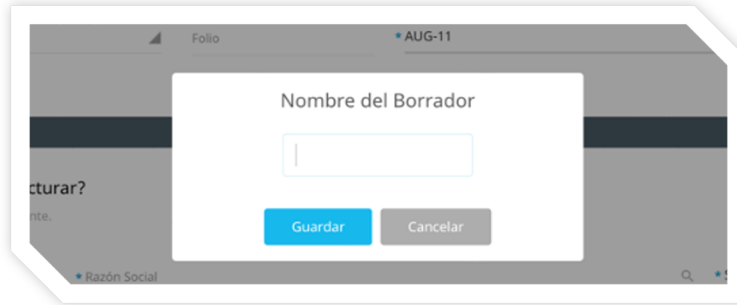 Folio
* AUG-11
Nombre del Borrador
cturar?
nte.
Guardar
Cancelar
* Razón Social